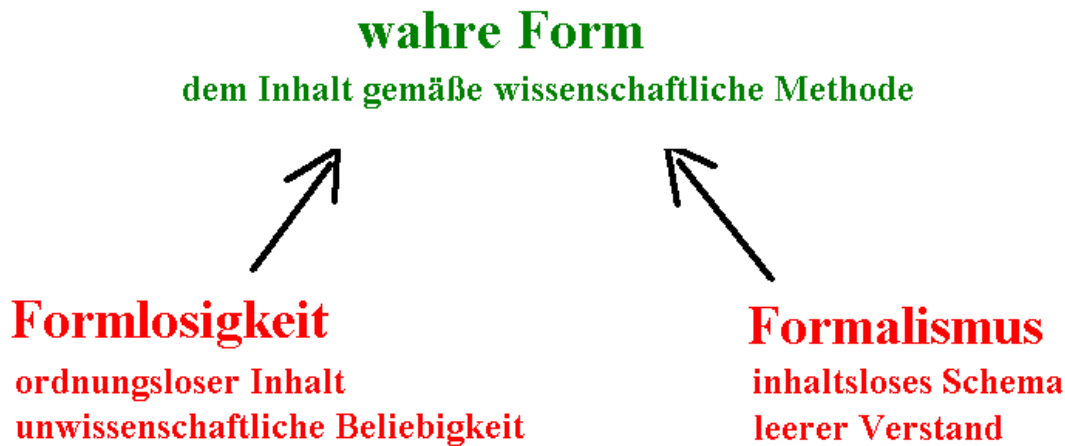 wahre Form
dem Inhalt gemäße wissenschaftliche Methode
Formlosigkeit
ordnungsloser Inhalt
unwissenschaftliche Beliebigkeit
Formalismus
inhaltsloses Schema
leerer Verstand